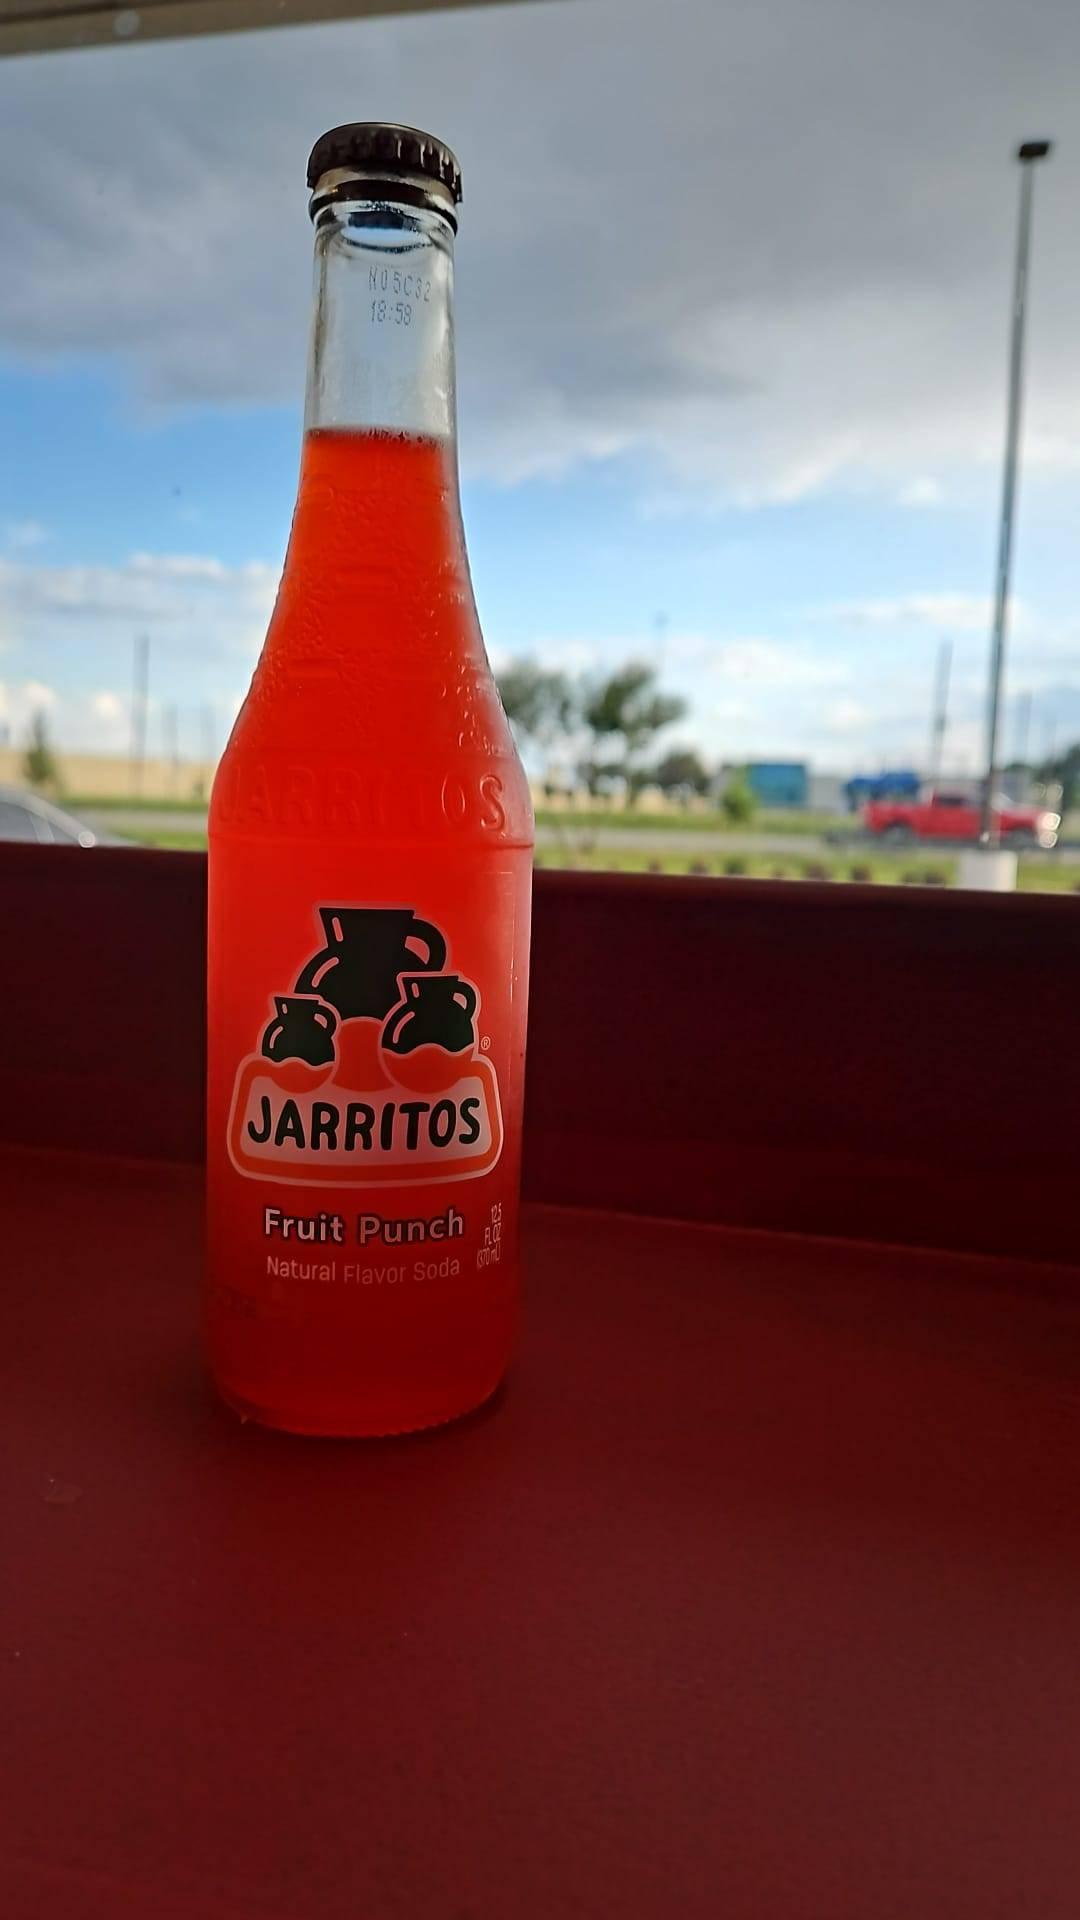 N05C32
18:58
JARRITOS
®
JARRITOS
Fruit Punch
12.5
FL OZ
(370 mL)
Natural Flavor Soda